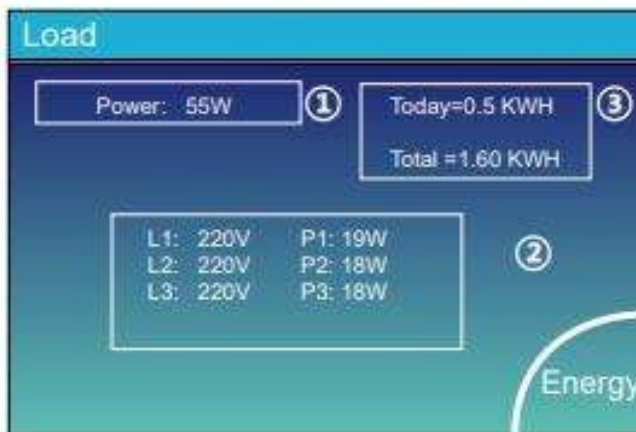 Load
Power: 55W ①
Today=0.5 KWH ③
Total =1.60 KWH
L1: 220V P1: 19W
L2: 220V P2: 18W
L3: 220V P3: 18W
②
Energy